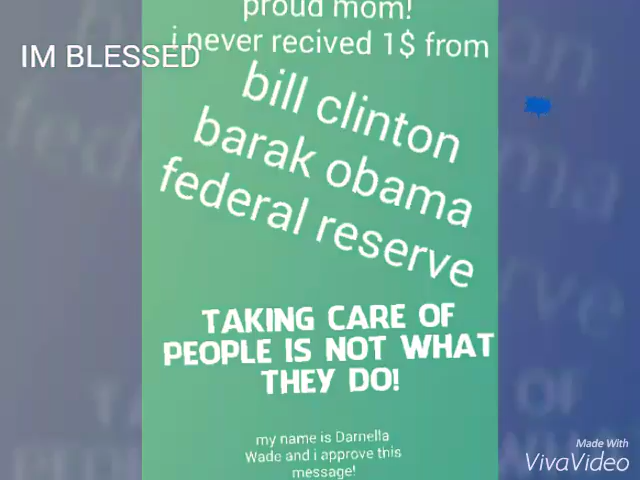 proud mom!
i never recived 1$ from
IM BLESSED
bill clinton
barak obama
federal reserve
TAKING CARE OF
PEOPLE IS NOT WHAT
THEY DO!
my name is Darnella
Wade and i approve this
message!
Made With
VivaVideo